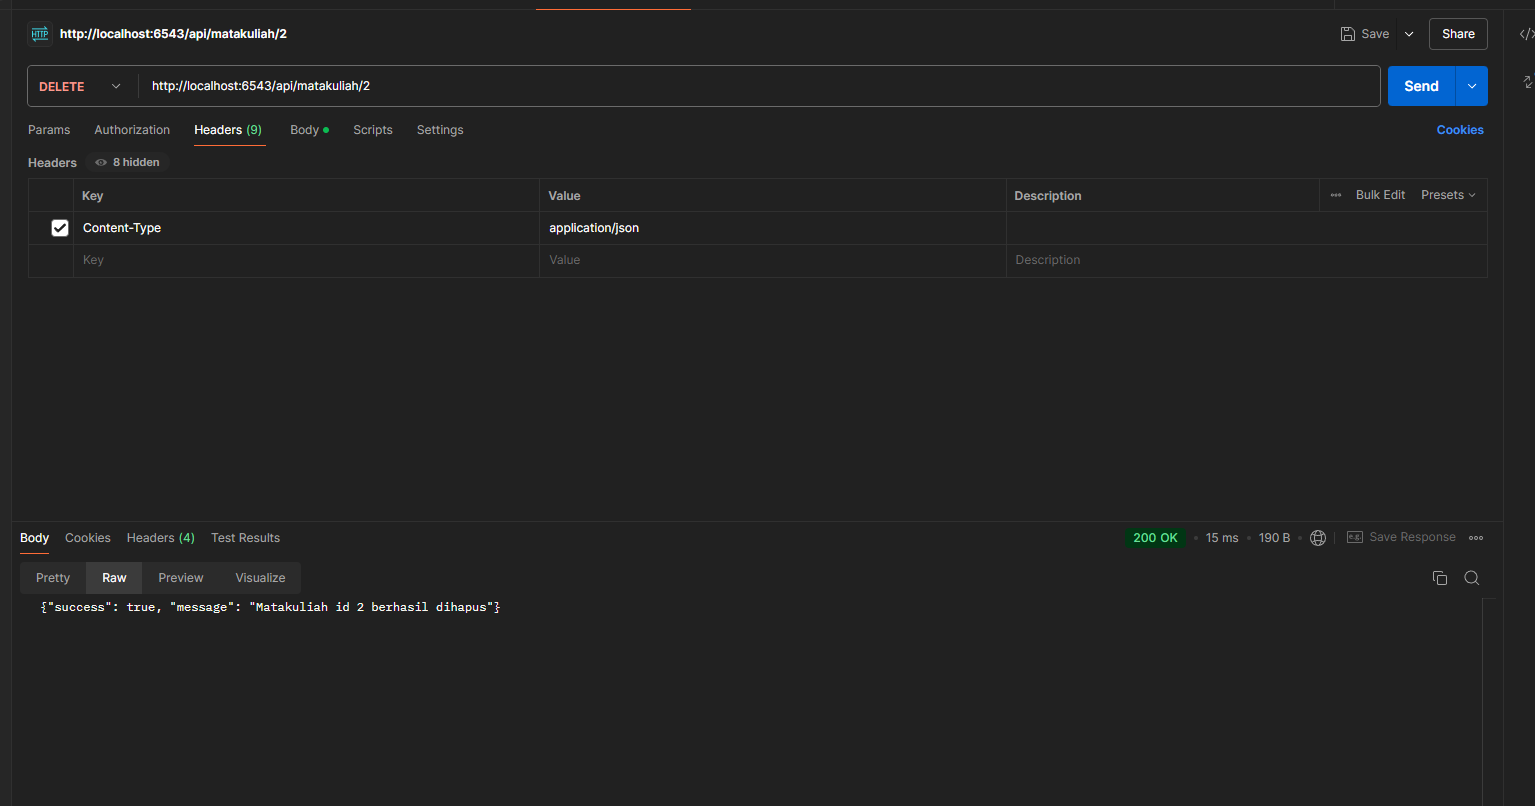 HTTP http://localhost:6543/api/matakuliah/2 Save Share
DELETE http://localhost:6543/api/matakuliah/2 Send
Params Authorization Headers (9) Body Scripts Settings Cookies
Headers 8 hidden
Key Value Description Bulk Edit Presets
Content-Type application/json
Key Value Description
Body Cookies Headers (4) Test Results 200 OK 15 ms 190 B Save Response
Pretty Raw Preview Visualize
{"success": true, "message": "Matakuliah id 2 berhasil dihapus"}